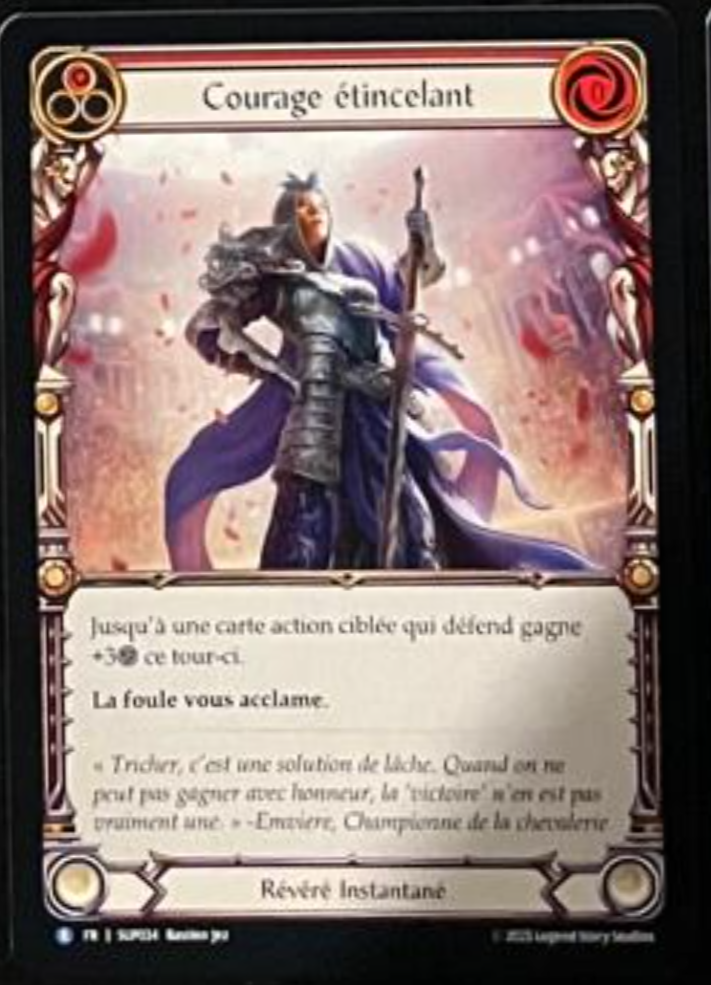 Courage étincelant
0
Jusqu'à une carte action ciblée qui défend gagne
+3 ce tour-ci.
La foule vous acclame.
« Tricher, c'est une solution de lâche. Quand on ne
peut pas gagner avec honneur, la 'victoire' n'en est pas
vraiment une. » -Emviere, Championne de la chevalerie
Révéré Instantané
FR | SUP034
© 2025 Legend Story Studios